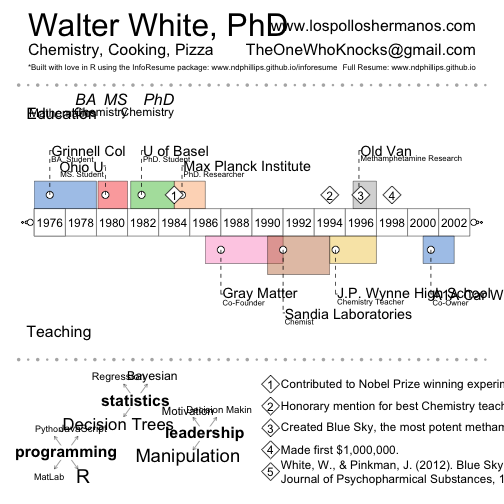 Walter White, PhD
www.lospolloshermanos.com
Chemistry, Cooking, Pizza
TheOneWhoKnocks@gmail.com
*Built with love in R using the InfoResume package: www.ndphillips.github.io/inforesume Full Resume: www.ndphillips.github.io
BA MS PhD
Education
Mathematics Chemistry Chemistry
Grinnell Col
BA. Student
Ohio U
MS. Student
U of Basel
PhD. Student
Max Planck Institute
PhD. Researcher
Old Van
Methamphetamine Research
1 2 3 4
1976 1978 1980 1982 1984 1986 1988 1990 1992 1994 1996 1998 2000 2002
Gray Matter
Co-Founder
Sandia Laboratories
Chemist
J.P. Wynne High School
Chemistry Teacher
A1A Car W
Co-Owner
Teaching
Regression
Bayesian
statistics
Decision Trees
Python
JavaScript
programming
MatLab
R
Motivation
Decision Makin
leadership
Manipulation
1 Contributed to Nobel Prize winning experin
2 Honorary mention for best Chemistry teach
3 Created Blue Sky, the most potent metham
4 Made first $1,000,000.
5 White, W., & Pinkman, J. (2012). Blue Sky
Journal of Psychopharmical Substances, 1